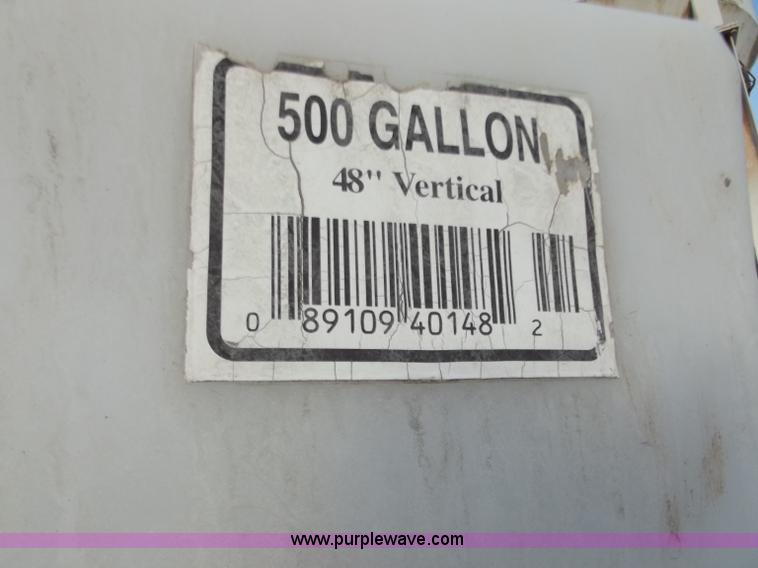 500 GALLON
48" Vertical
0 89109 40148 2
www.purplewave.com